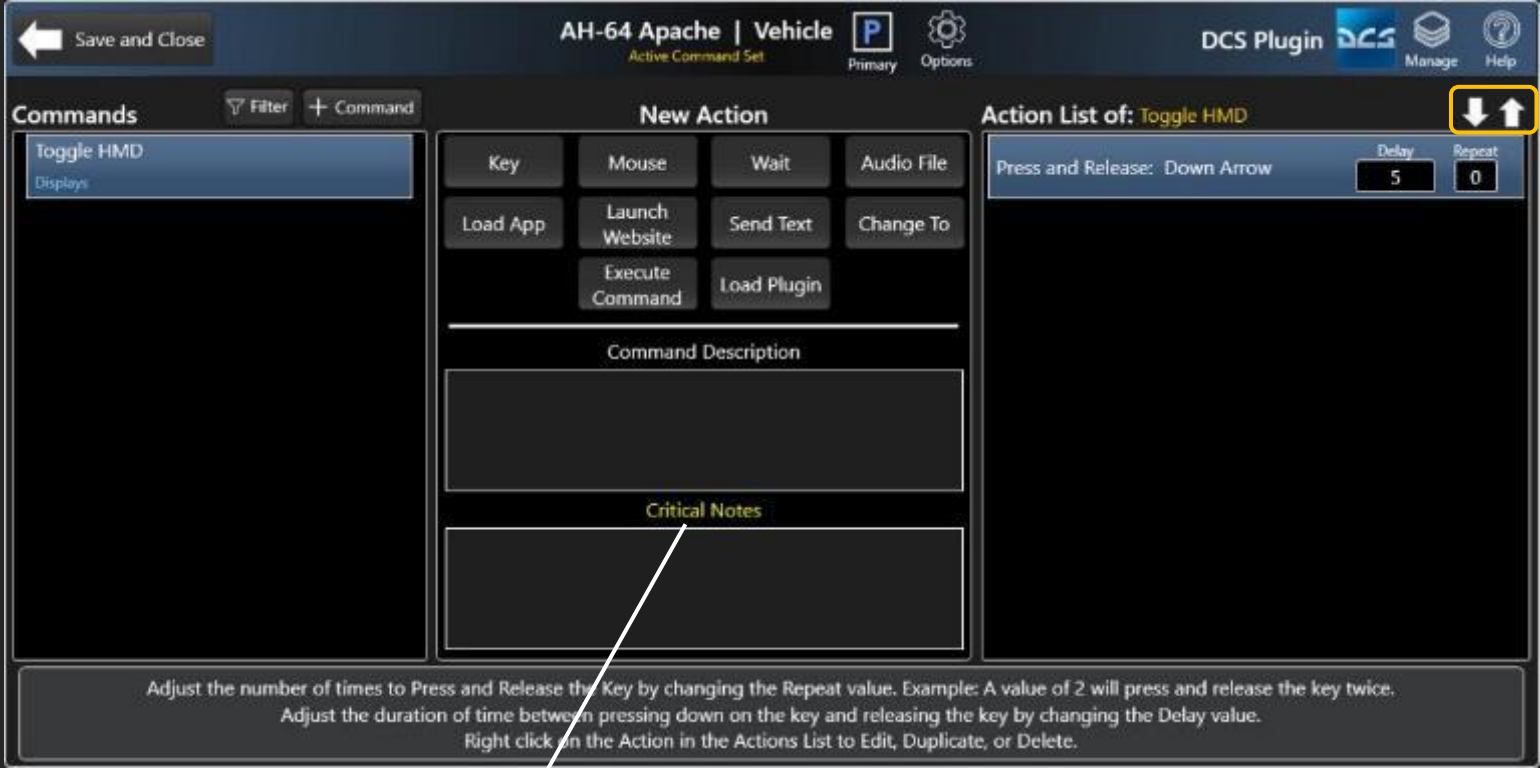 Save and Close
AH-64 Apache | Vehicle
Active Command Set
P
Primary
Options
DCS Plugin
DCS
Manage
?
Help
Commands
Filter
+ Command
Toggle HMD
Displays
New Action
Key
Mouse
Wait
Audio File
Load App
Launch
Website
Send Text
Change To
Execute
Command
Load Plugin
Command Description
Critical Notes
Action List of: Toggle HMD
Press and Release: Down Arrow
Delay
5
Repeat
0
Adjust the number of times to Press and Release the Key by changing the Repeat value. Example: A value of 2 will press and release the key twice.
Adjust the duration of time between pressing down on the key and releasing the key by changing the Delay value.
Right click on the Action in the Actions List to Edit, Duplicate, or Delete.